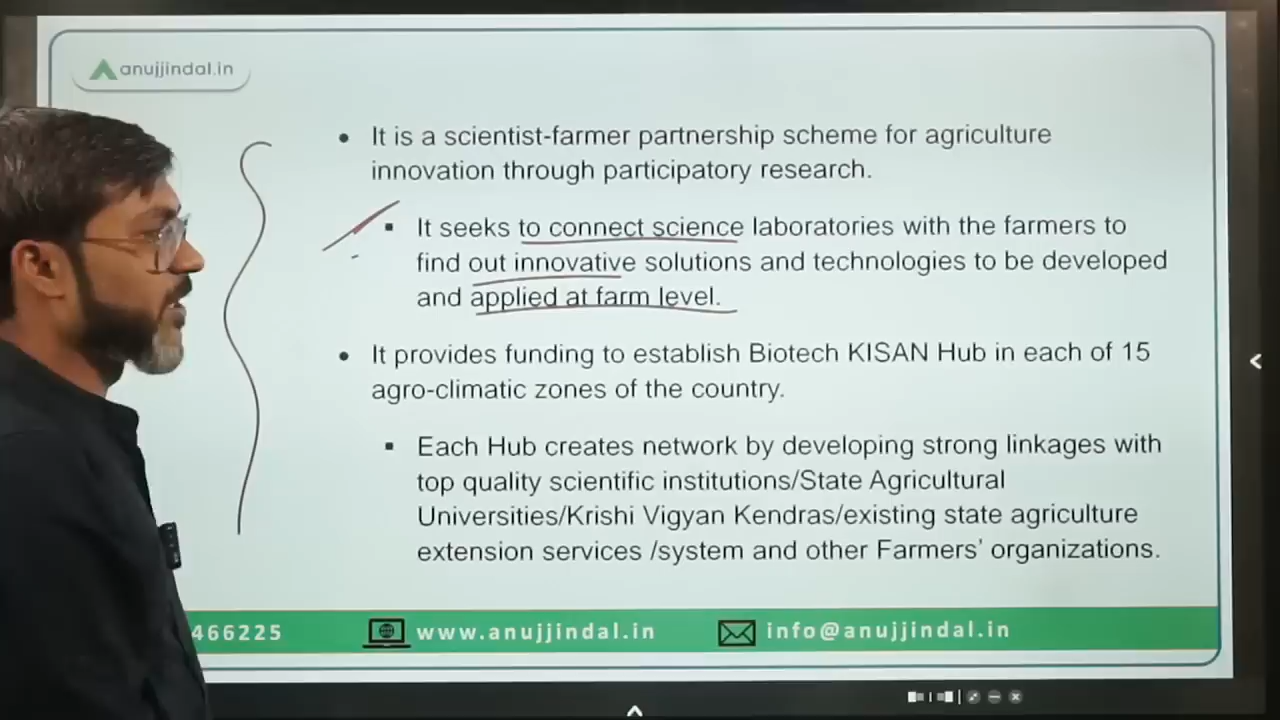 anujjindal.in
• It is a scientist-farmer partnership scheme for agriculture
innovation through participatory research.
▪ It seeks to connect science laboratories with the farmers to
find out innovative solutions and technologies to be developed
and applied at farm level.
• It provides funding to establish Biotech KISAN Hub in each of 15
agro-climatic zones of the country.
▪ Each Hub creates network by developing strong linkages with
top quality scientific institutions/State Agricultural
Universities/Krishi Vigyan Kendras/existing state agriculture
extension services /system and other Farmers' organizations.
466225 www.anujjindal.in info@anujjindal.in